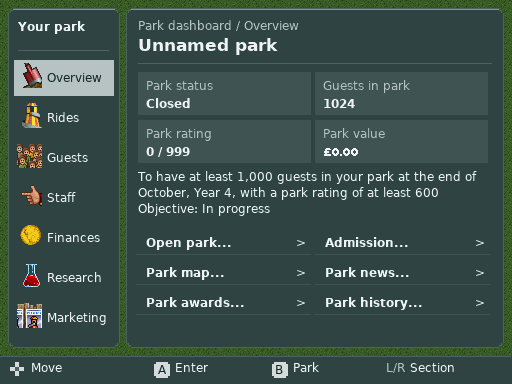 Your park
Overview
Rides
Guests
Staff
Finances
Research
Marketing
Park dashboard / Overview
Unnamed park
Park status
Closed
Guests in park
1024
Park rating
0 / 999
Park value
£0.00
To have at least 1,000 guests in your park at the end of
October, Year 4, with a park rating of at least 600
Objective: In progress
Open park... >
Admission... >
Park map... >
Park news... >
Park awards... >
Park history... >
Move
A Enter
B Park
L/R Section